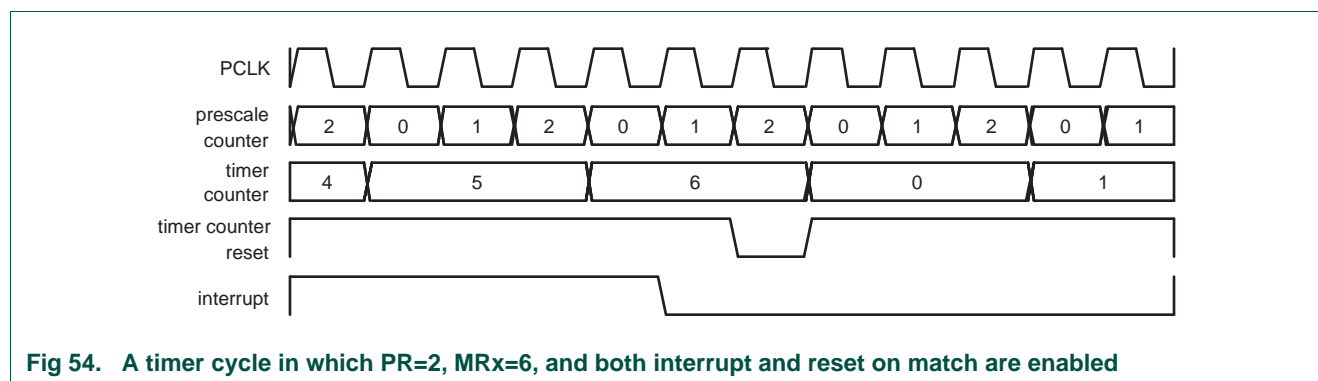 PCLK
prescale
counter
2 0 1 2 0 1 2 0 1 2 0 1
timer
counter
4 5 6 0 1
timer counter
reset
interrupt
Fig 54. A timer cycle in which PR=2, MRx=6, and both interrupt and reset on match are enabled